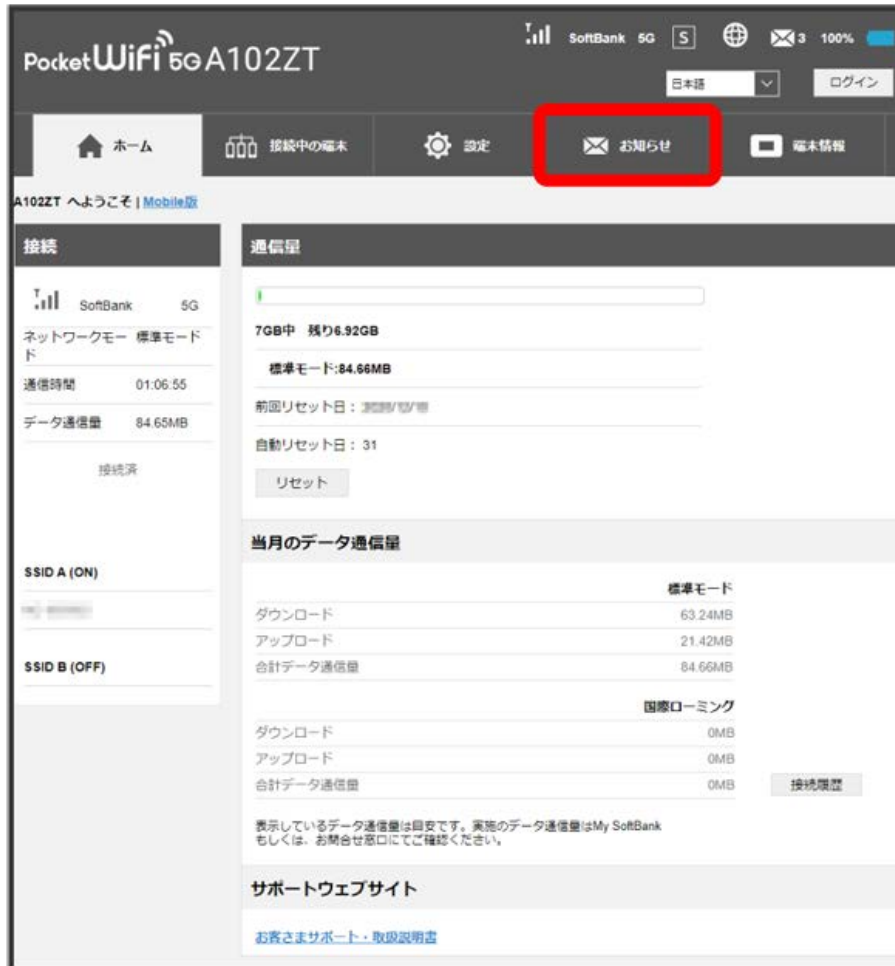 Pocket WiFi 5G A102ZT
SoftBank 5G S 3 100%
日本語 ログイン
ホーム 接続中の端末 設定 お知らせ 端末情報
A102ZT へようこそ | Mobile版
接続
SoftBank 5G
ネットワークモー 標準モード
ド
通信時間 01:06:55
データ通信量 84.65MB
接続済
SSID A (ON)
SSID B (OFF)
通信量
7GB中 残り6.92GB
標準モード:84.66MB
前回リセット日:
自動リセット日: 31
リセット
当月のデータ通信量
標準モード
ダウンロード 63.24MB
アップロード 21.42MB
合計データ通信量 84.66MB
国際ローミング
ダウンロード 0MB
アップロード 0MB
合計データ通信量 0MB 接続履歴
表示しているデータ通信量は目安です。実施のデータ通信量はMy SoftBank
もしくは、お問合せ窓口にてご確認ください。
サポートウェブサイト
お客さまサポート・取扱説明書